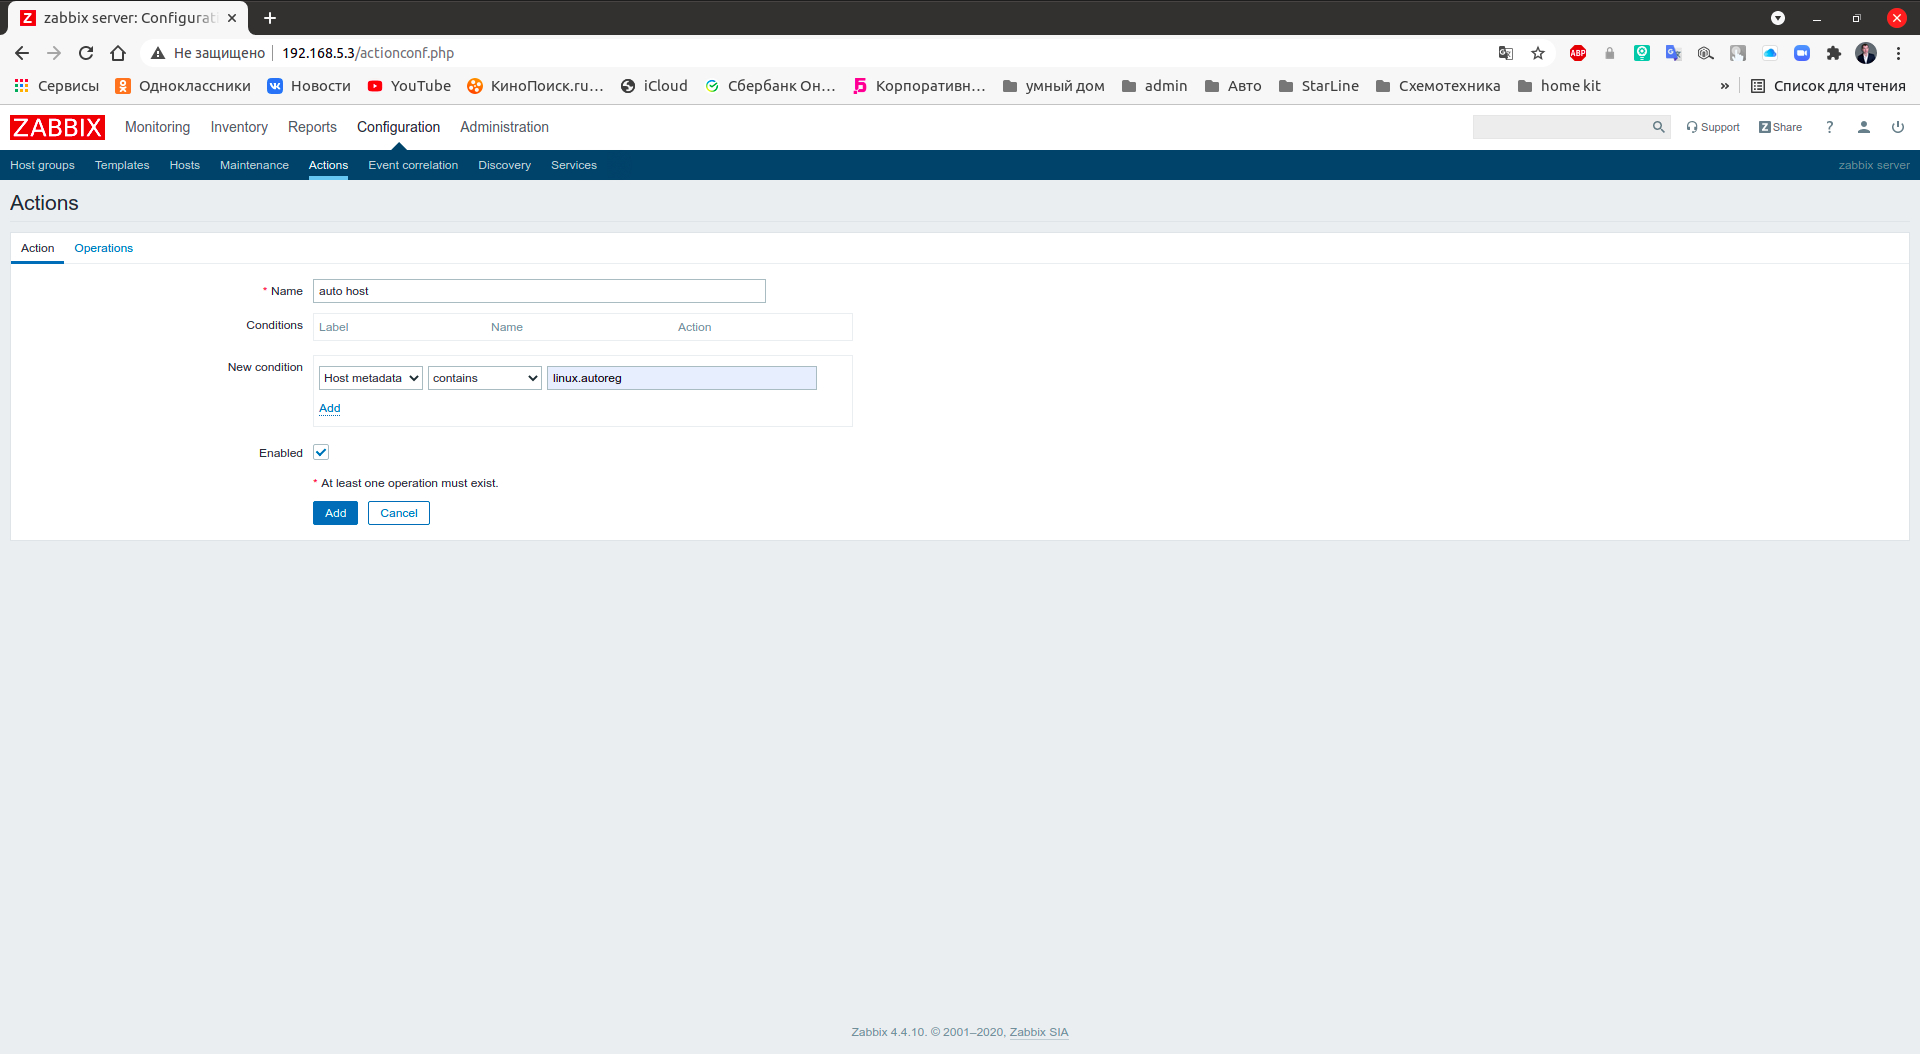 zabbix server: Configurat
Не защищено 192.168.5.3/actionconf.php
Сервисы Одноклассники Новости YouTube КиноПоиск.ru... iCloud Сбербанк Он... Корпоративн... умный дом admin Авто StarLine Схемотехника home kit » Список для чтения
ZABBIX Monitoring Inventory Reports Configuration Administration Support Z Share ?
Host groups Templates Hosts Maintenance Actions Event correlation Discovery Services zabbix server
Actions
Action Operations
* Name auto host
Conditions Label Name Action
New condition
Host metadata contains linux.autoreg
Add
Enabled
* At least one operation must exist.
Add Cancel
Zabbix 4.4.10. © 2001–2020, Zabbix SIA